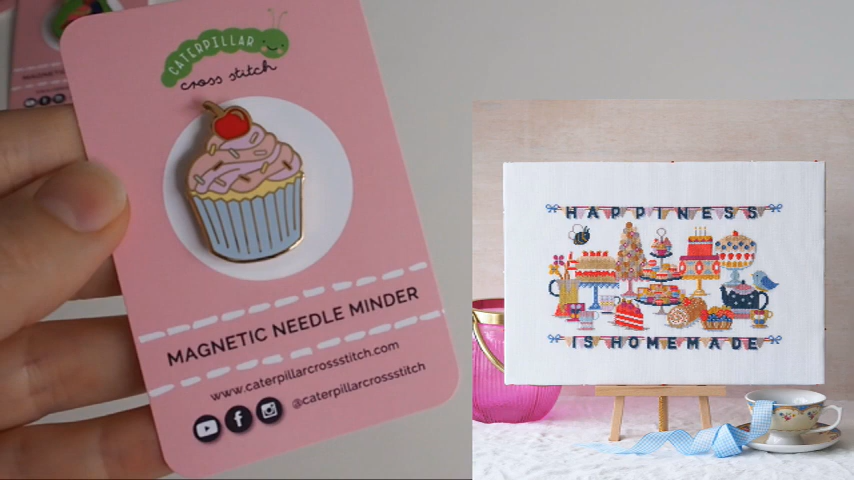 CATERPILLAR
cross stitch
MAGNETIC NEEDLE MINDER
www.caterpillarcrossstitch.com
@caterpillarcrossstitch
HAPPINESS
IS HOMEMADE